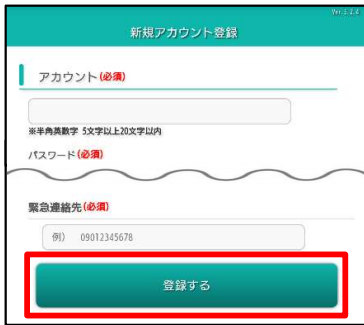 Ver.3.2.4
新規アカウント登録
アカウント(必須)
※半角英数字 5文字以上20文字以内
パスワード(必須)
緊急連絡先(必須)
例) 09012345678
登録する